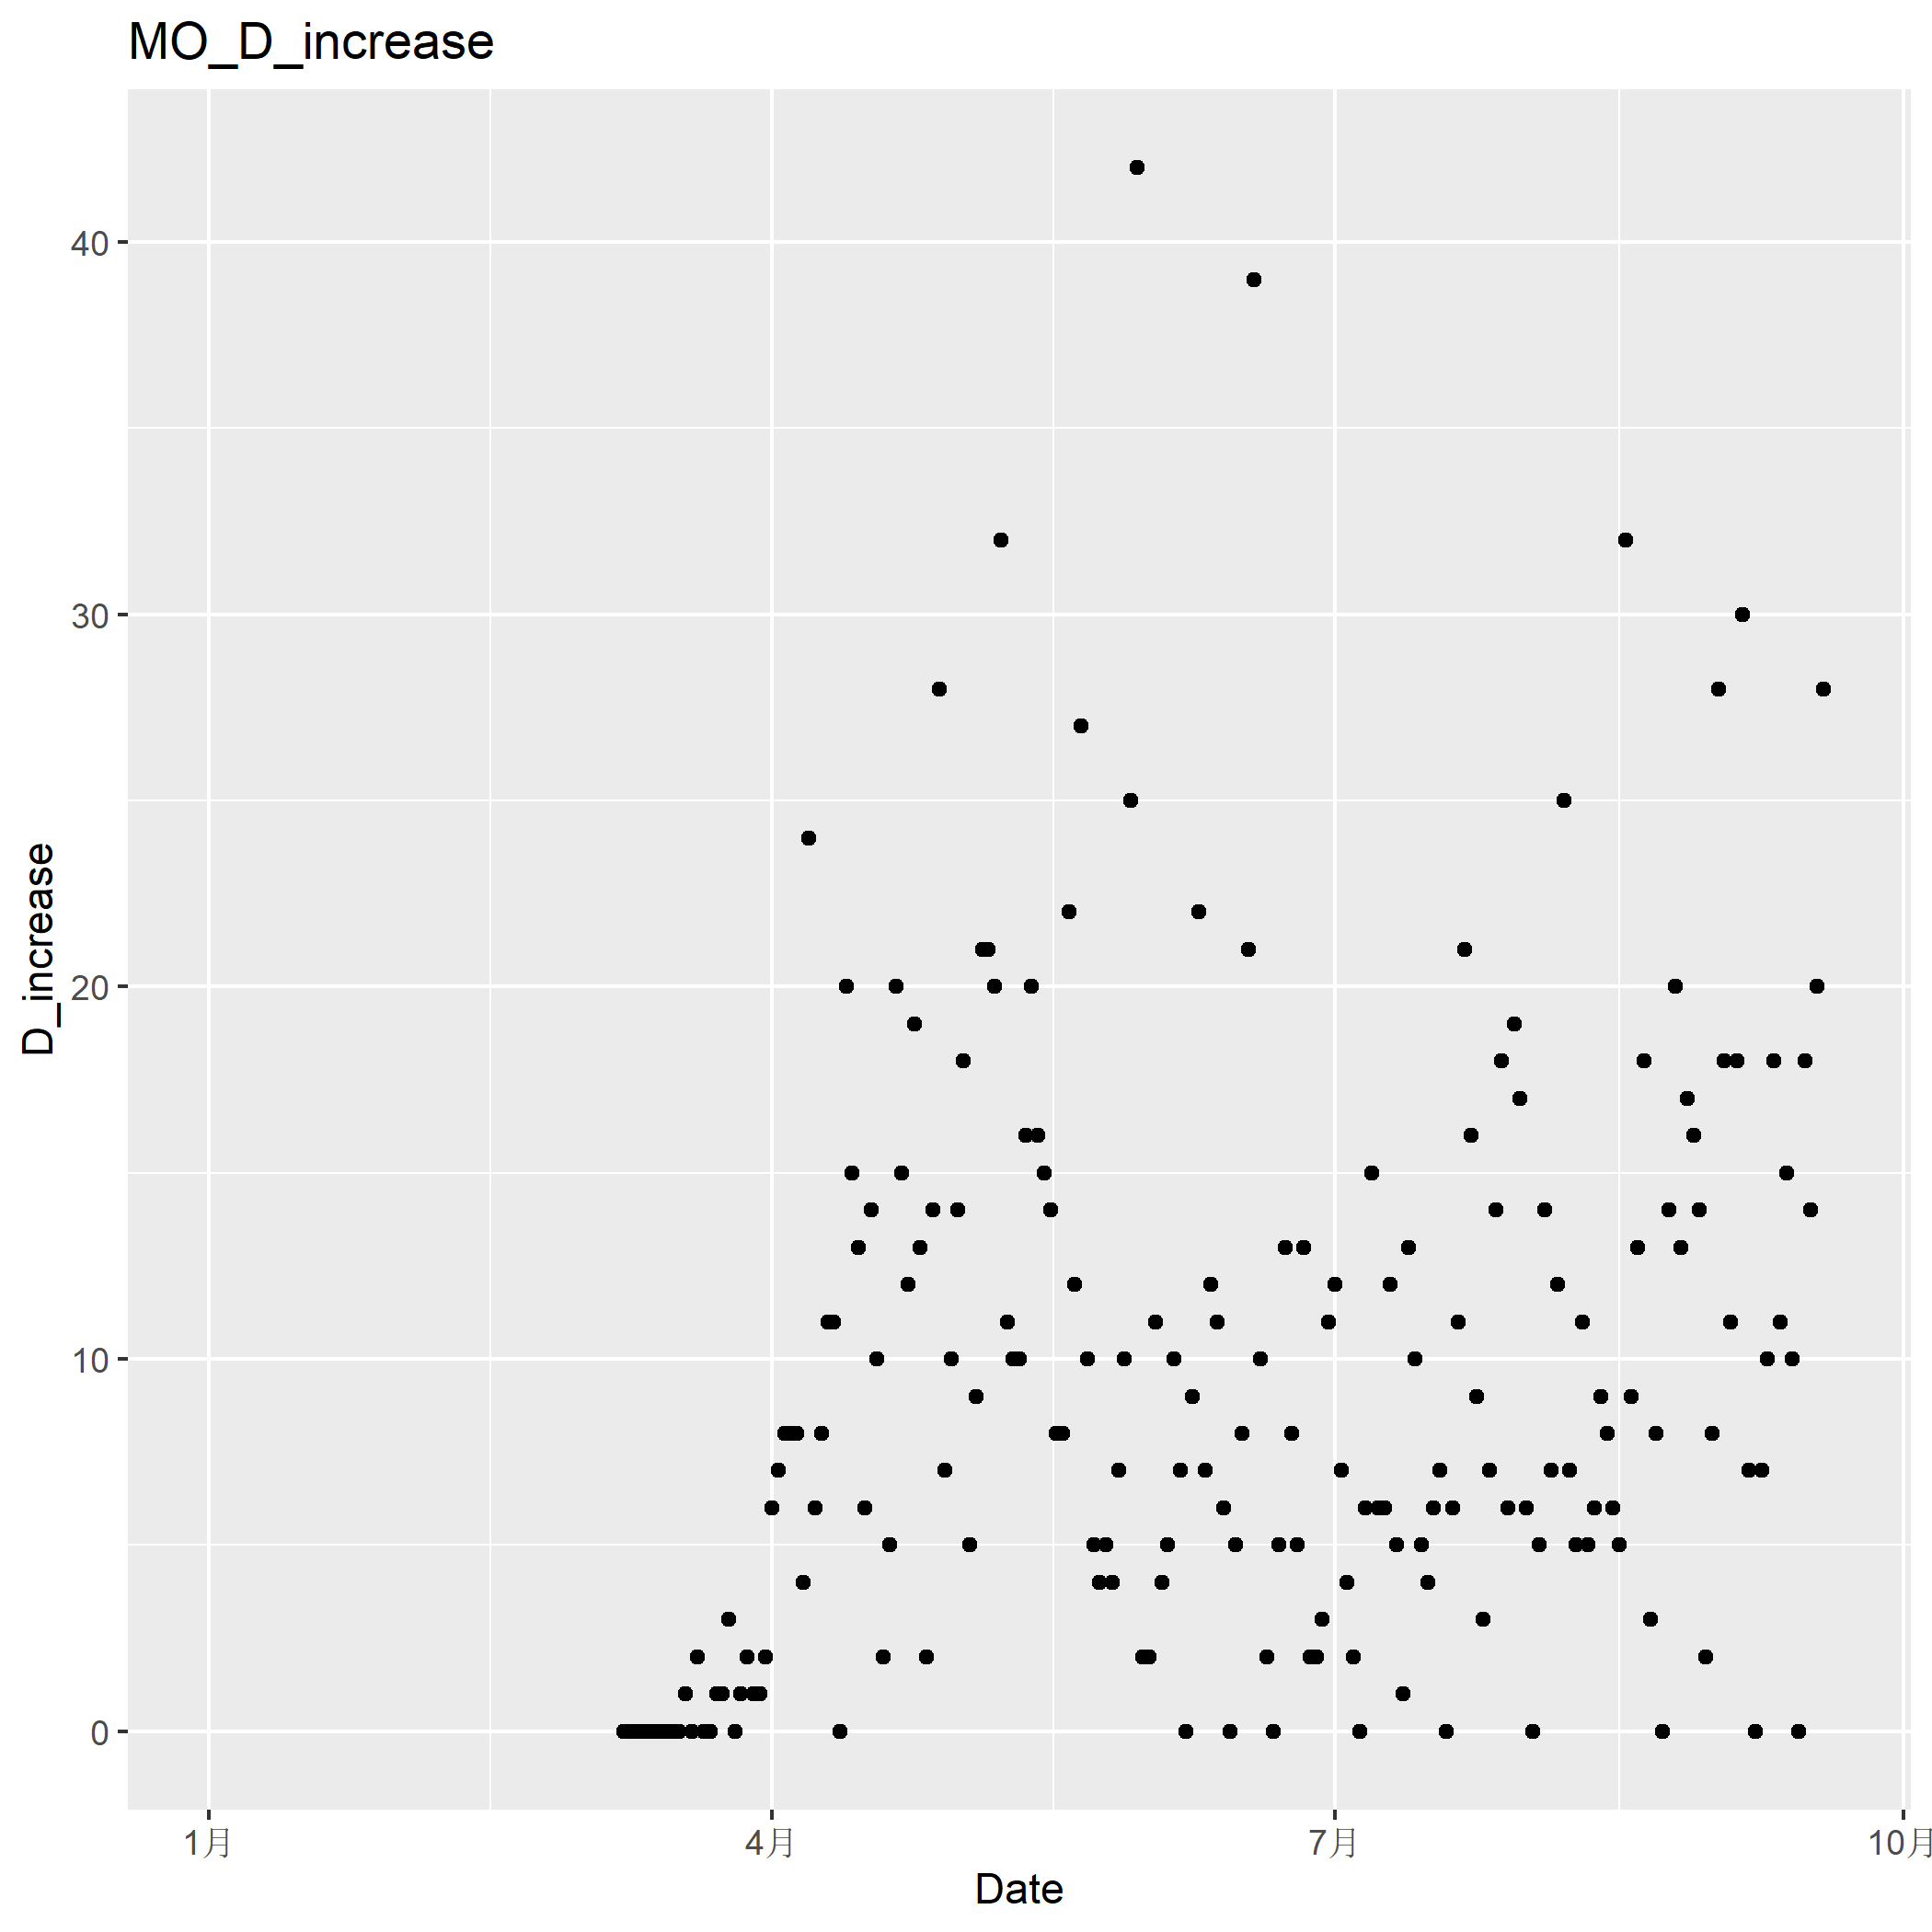 MO_D_increase
D_increase
40
30
20
10
0
1月
4月
7月
10月
Date